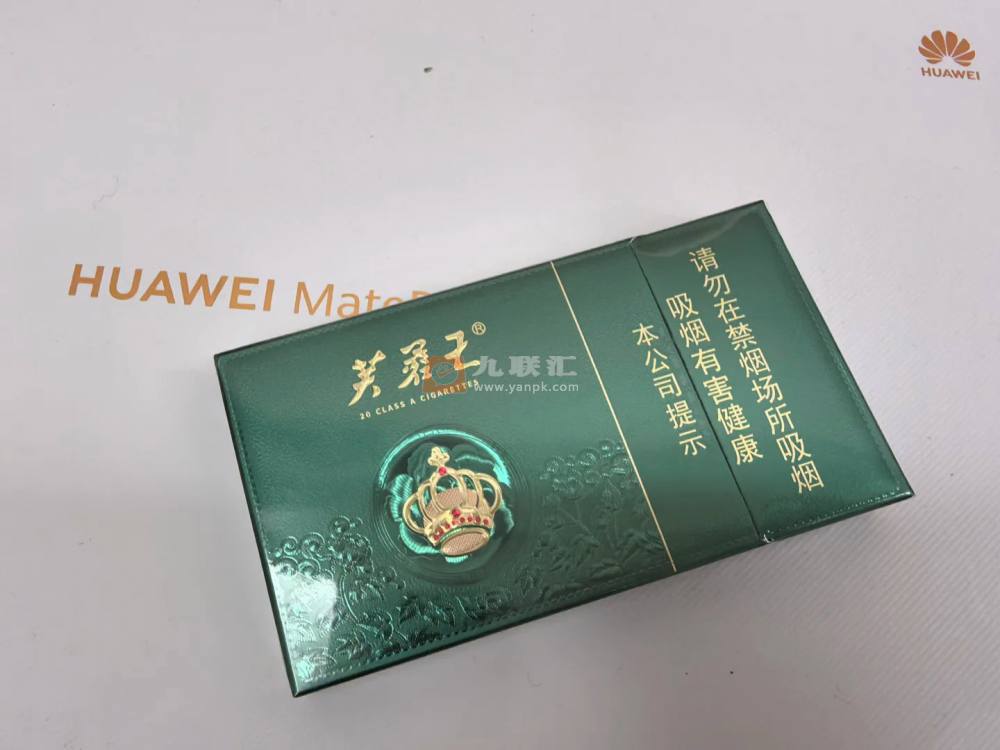 HUAWEI
HUAWEI Mate
芙蓉王®
20 CLASS A CIGARETTES
九联汇
www.yanpk.com
本公司提示
吸烟有害健康
请勿在禁烟场所吸烟